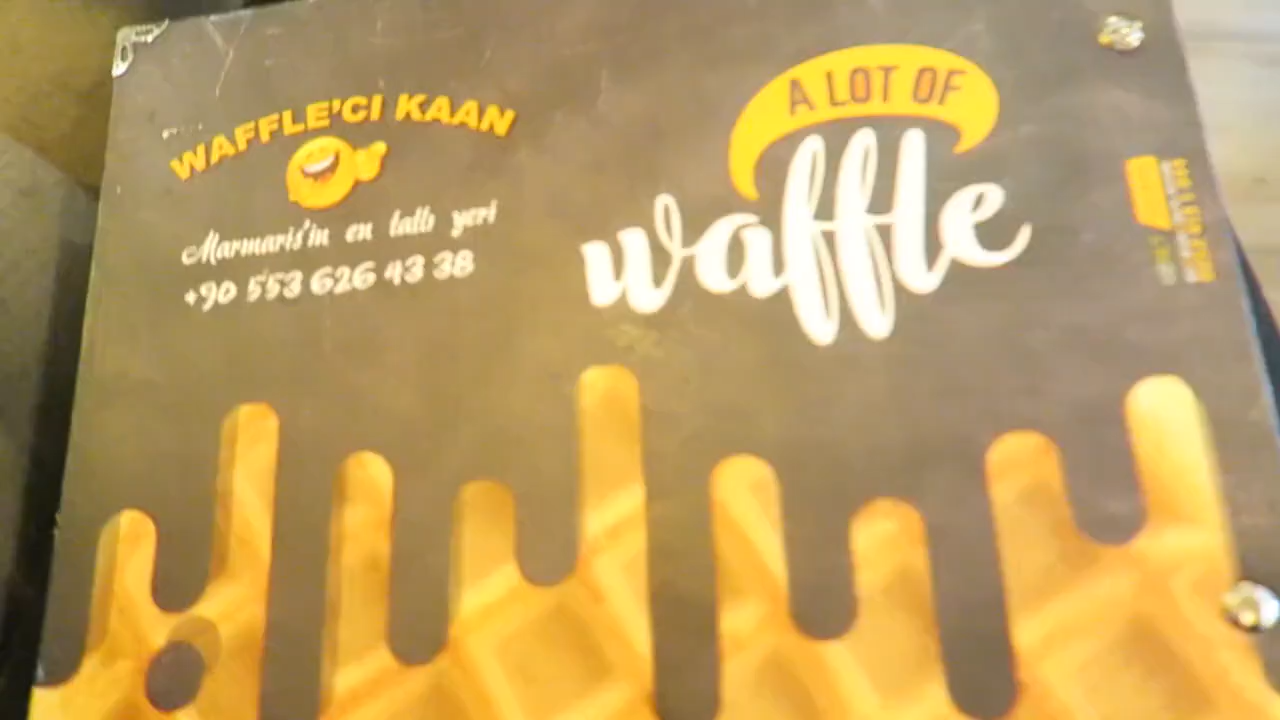 WAFFLE'CI KAAN
Marmaris'in en tatlı yeri
+90 553 626 43 38
A LOT OF
waffle